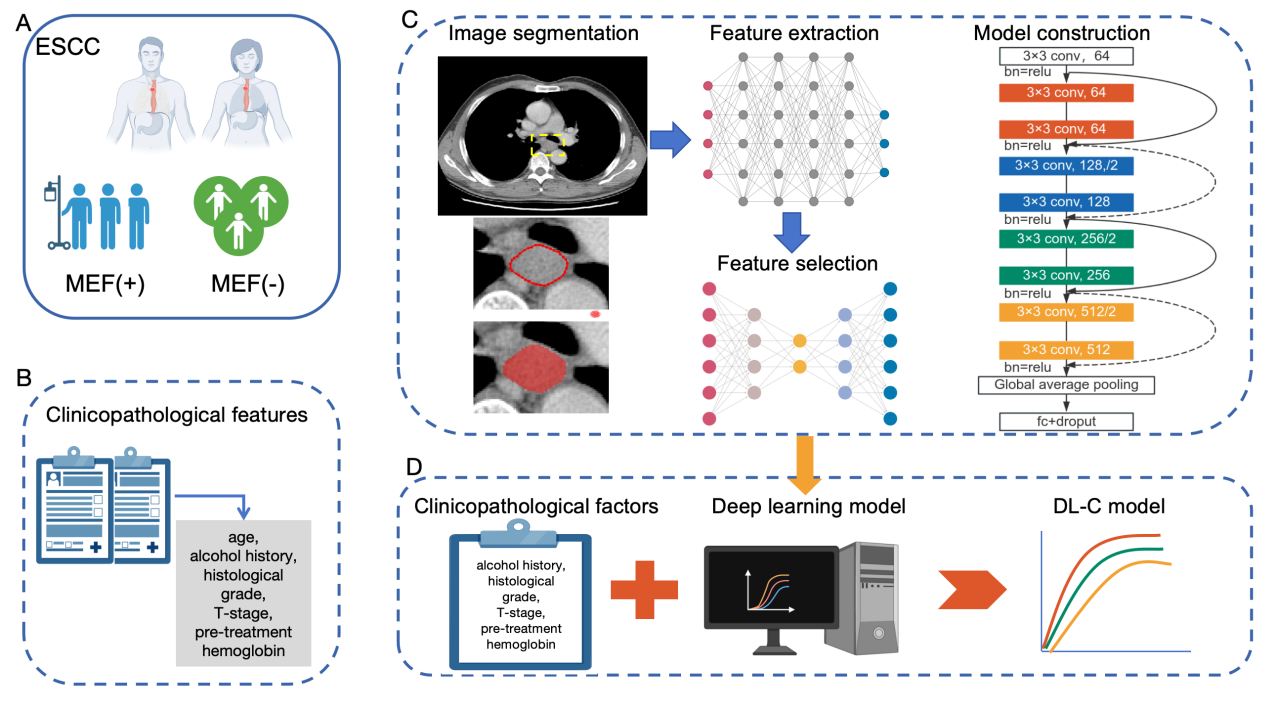 A
ESCC
MEF(+)
MEF(-)
B
Clinicopathological features
age,
alcohol history,
histological
grade,
T-stage,
pre-treatment
hemoglobin
C
Image segmentation
Feature extraction
Feature selection
Model construction
3×3 conv, 64
bn=relu
3×3 conv, 64
3×3 conv, 64
bn=relu
3×3 conv, 128,/2
3×3 conv, 128
bn=relu
3×3 conv, 256/2
3×3 conv, 256
bn=relu
3×3 conv, 512/2
3×3 conv, 512
bn=relu
Global average pooling
fc+droput
D
Clinicopathological factors
alcohol history,
histological
grade,
T-stage,
pre-treatment
hemoglobin
Deep learning model
DL-C model